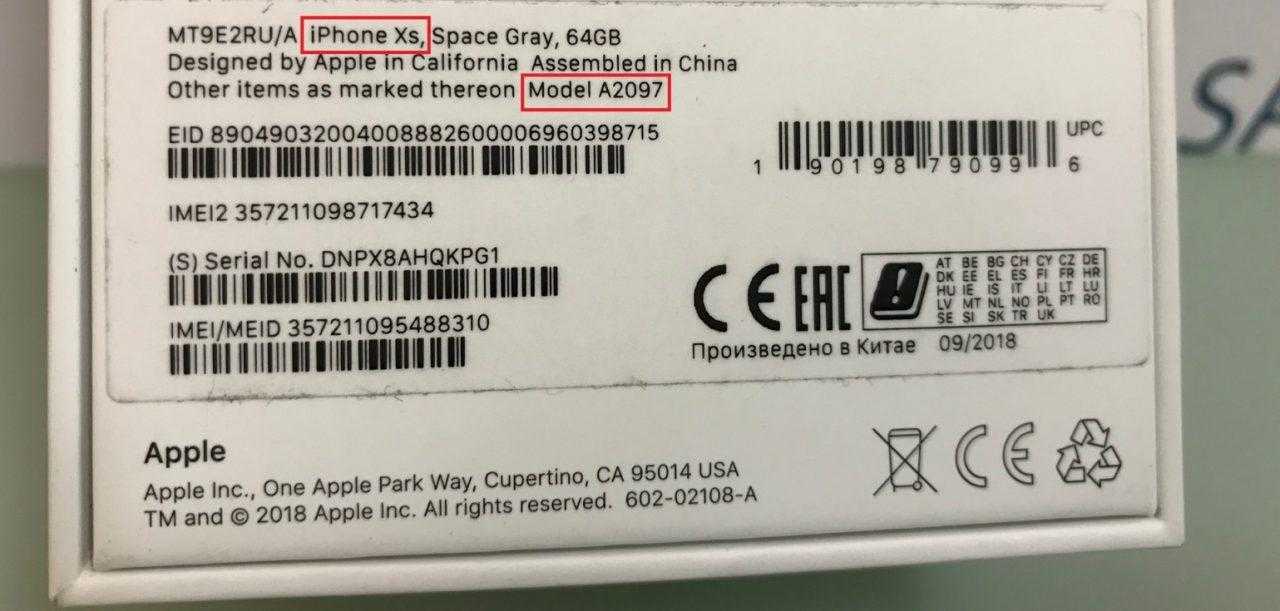 MT9E2RU/A iPhone Xs, Space Gray, 64GB
Designed by Apple in California Assembled in China
Other items as marked thereon Model A2097
EID 89049032004008882600006960398715
UPC
1 90198 79099 6
IMEI2 357211098717434
(S) Serial No. DNPX8AHQKPG1
IMEI/MEID 357211095488310
CE EAC
AT BE BG CH CY CZ DE
DK EE EL ES FI FR HR
HU IE IS IT LI LT LU
LV MT NL NO PL PT RO
SE SI SK TR UK
Произведено в Китае 09/2018
Apple
Apple Inc., One Apple Park Way, Cupertino, CA 95014 USA
TM and © 2018 Apple Inc. All rights reserved. 602-02108-A
CE
SA